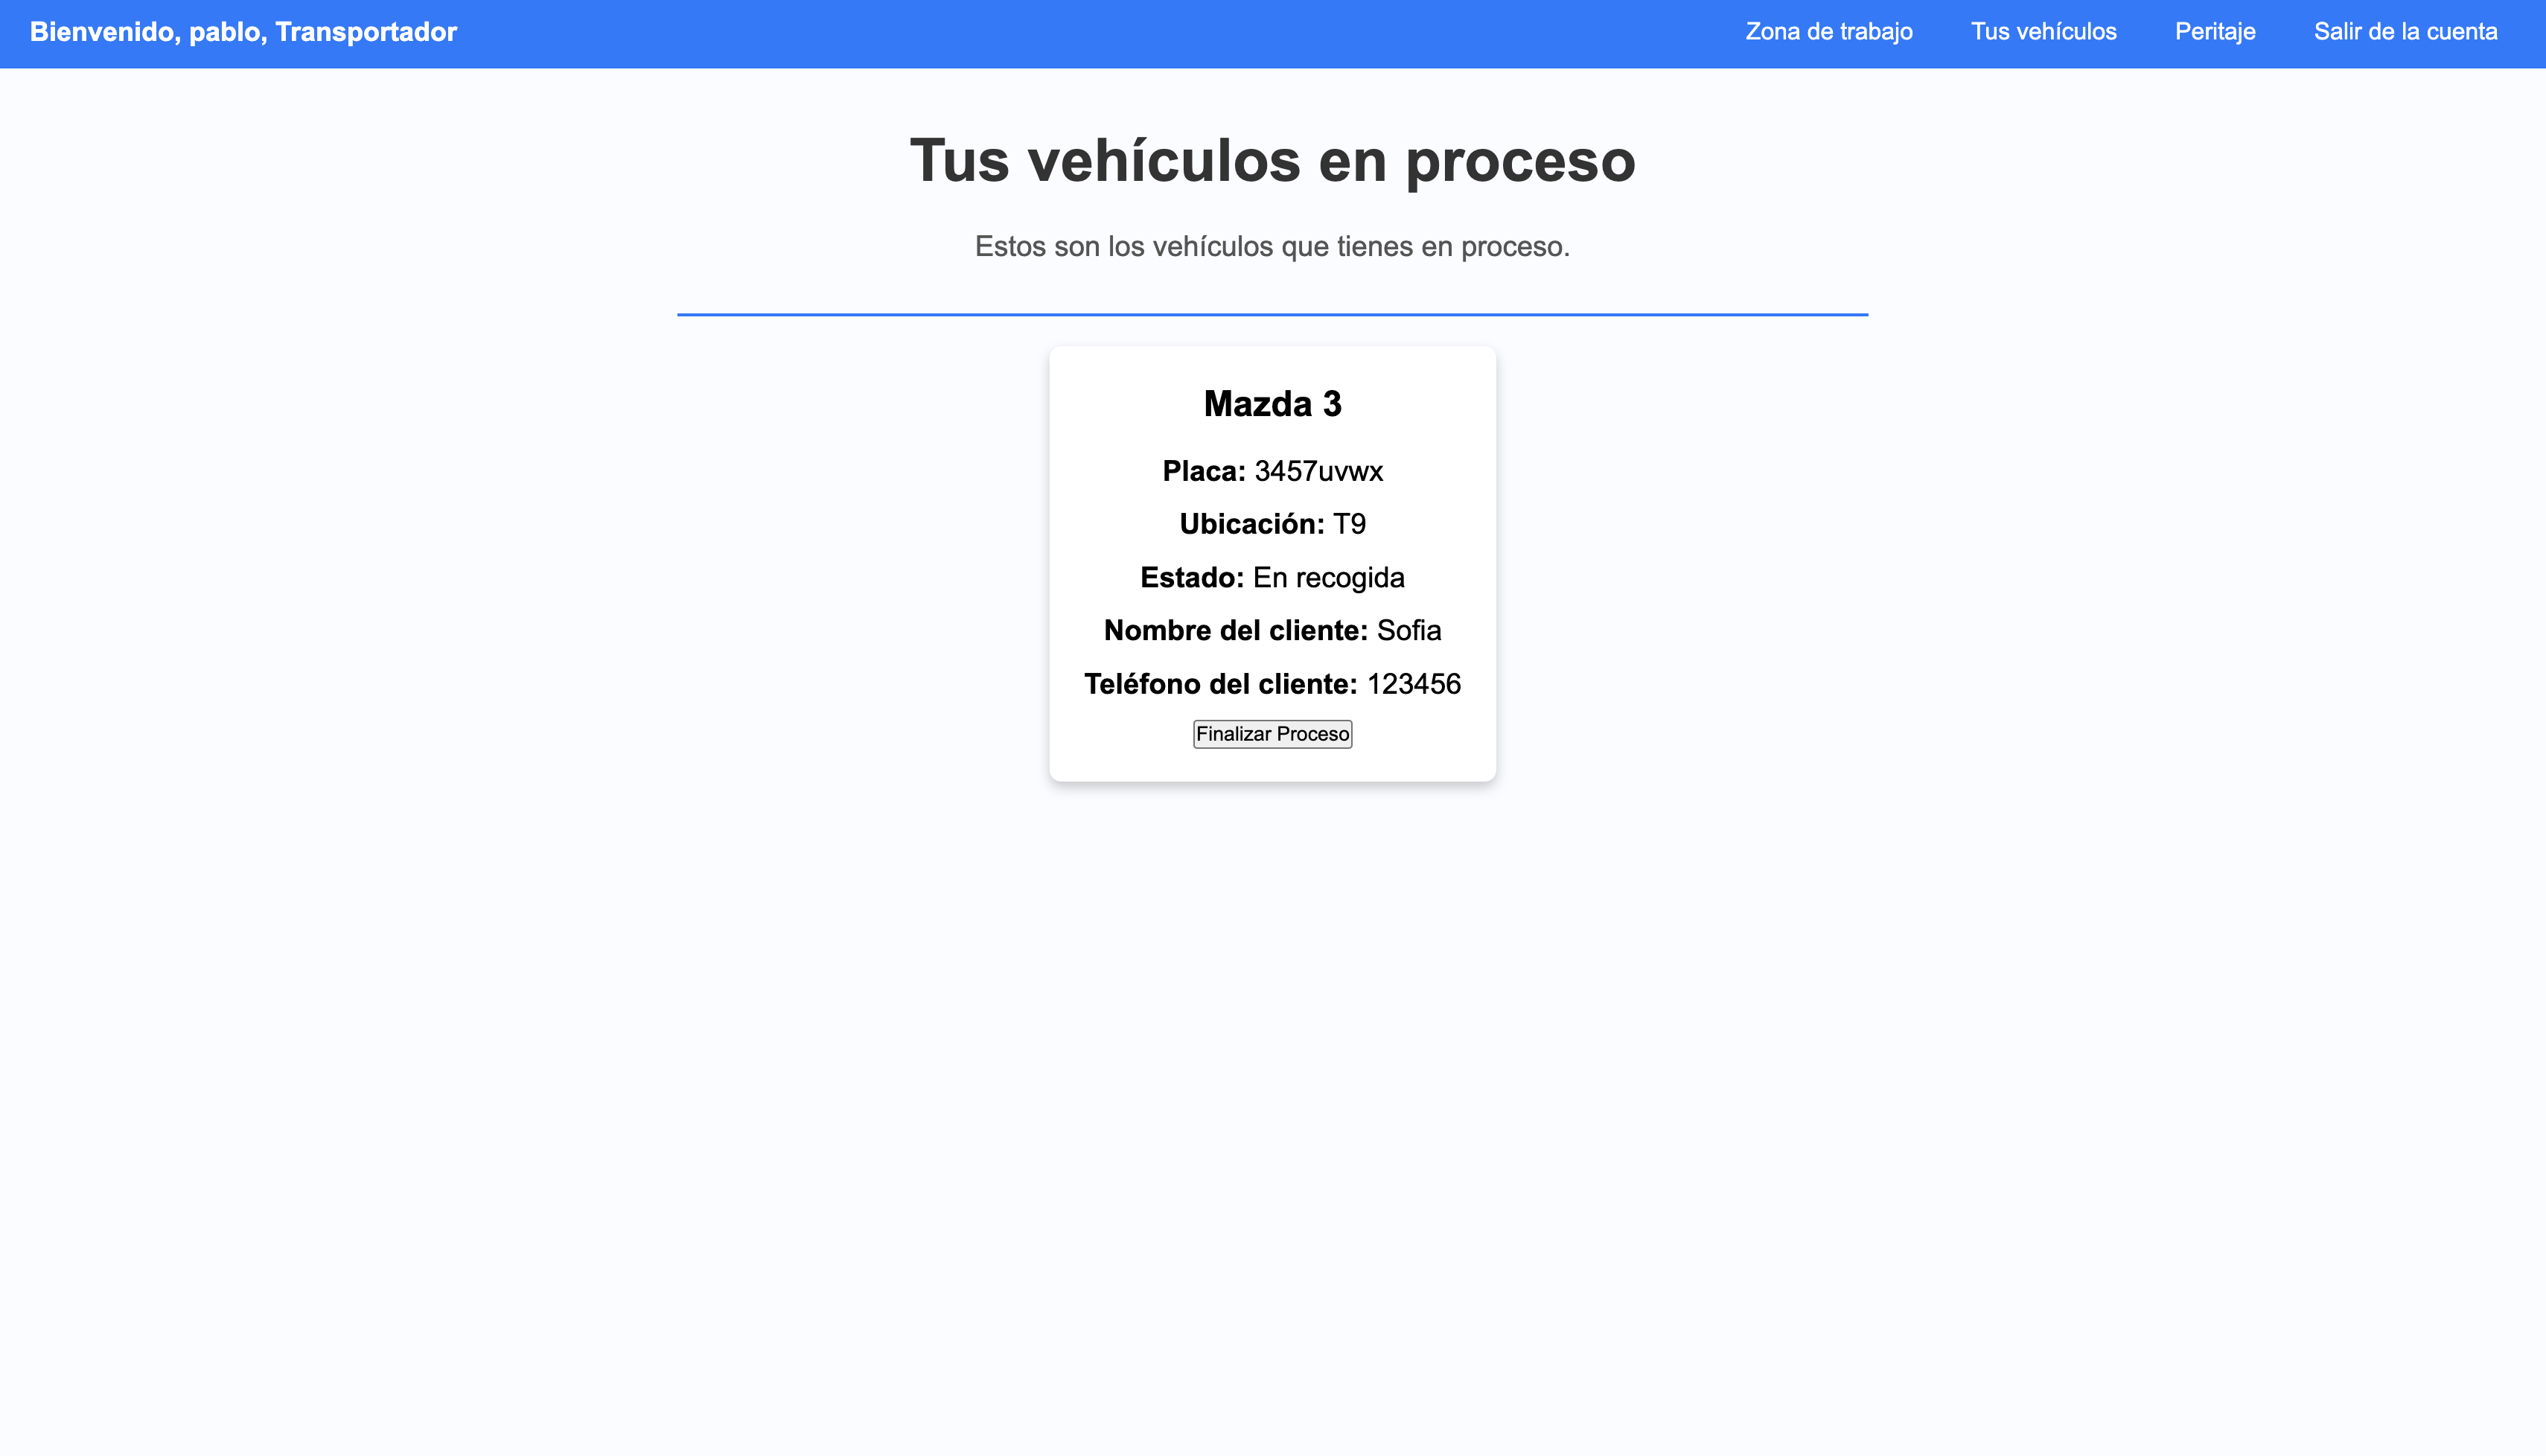 Bienvenido, pablo, Transportador
Zona de trabajo
Tus vehículos
Peritaje
Salir de la cuenta
Tus vehículos en proceso
Estos son los vehículos que tienes en proceso.
Mazda 3
Placa: 3457uvwx
Ubicación: T9
Estado: En recogida
Nombre del cliente: Sofia
Teléfono del cliente: 123456
Finalizar Proceso